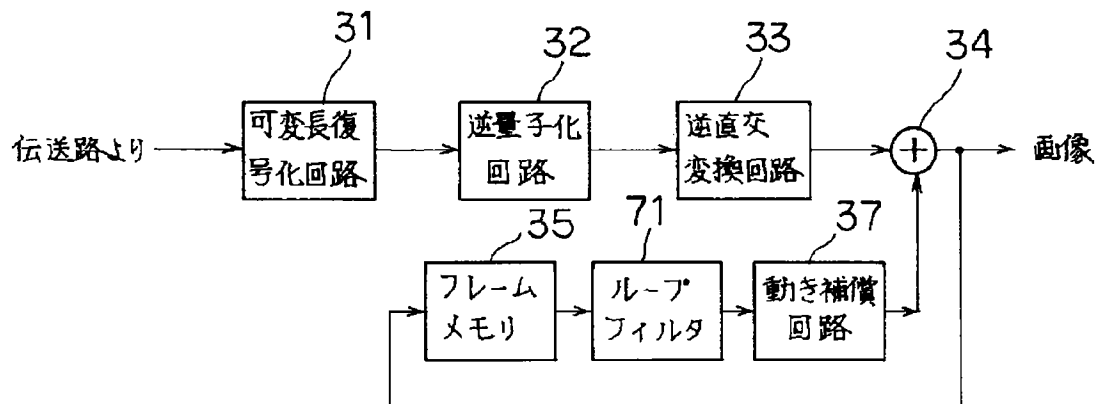 31
32
33
34
伝送路より
可変長復
号化回路
逆量子化
回路
逆直交
変換回路
+
画像
35
71
37
フレーム
メモリ
ループ
フィルタ
動き補償
回路